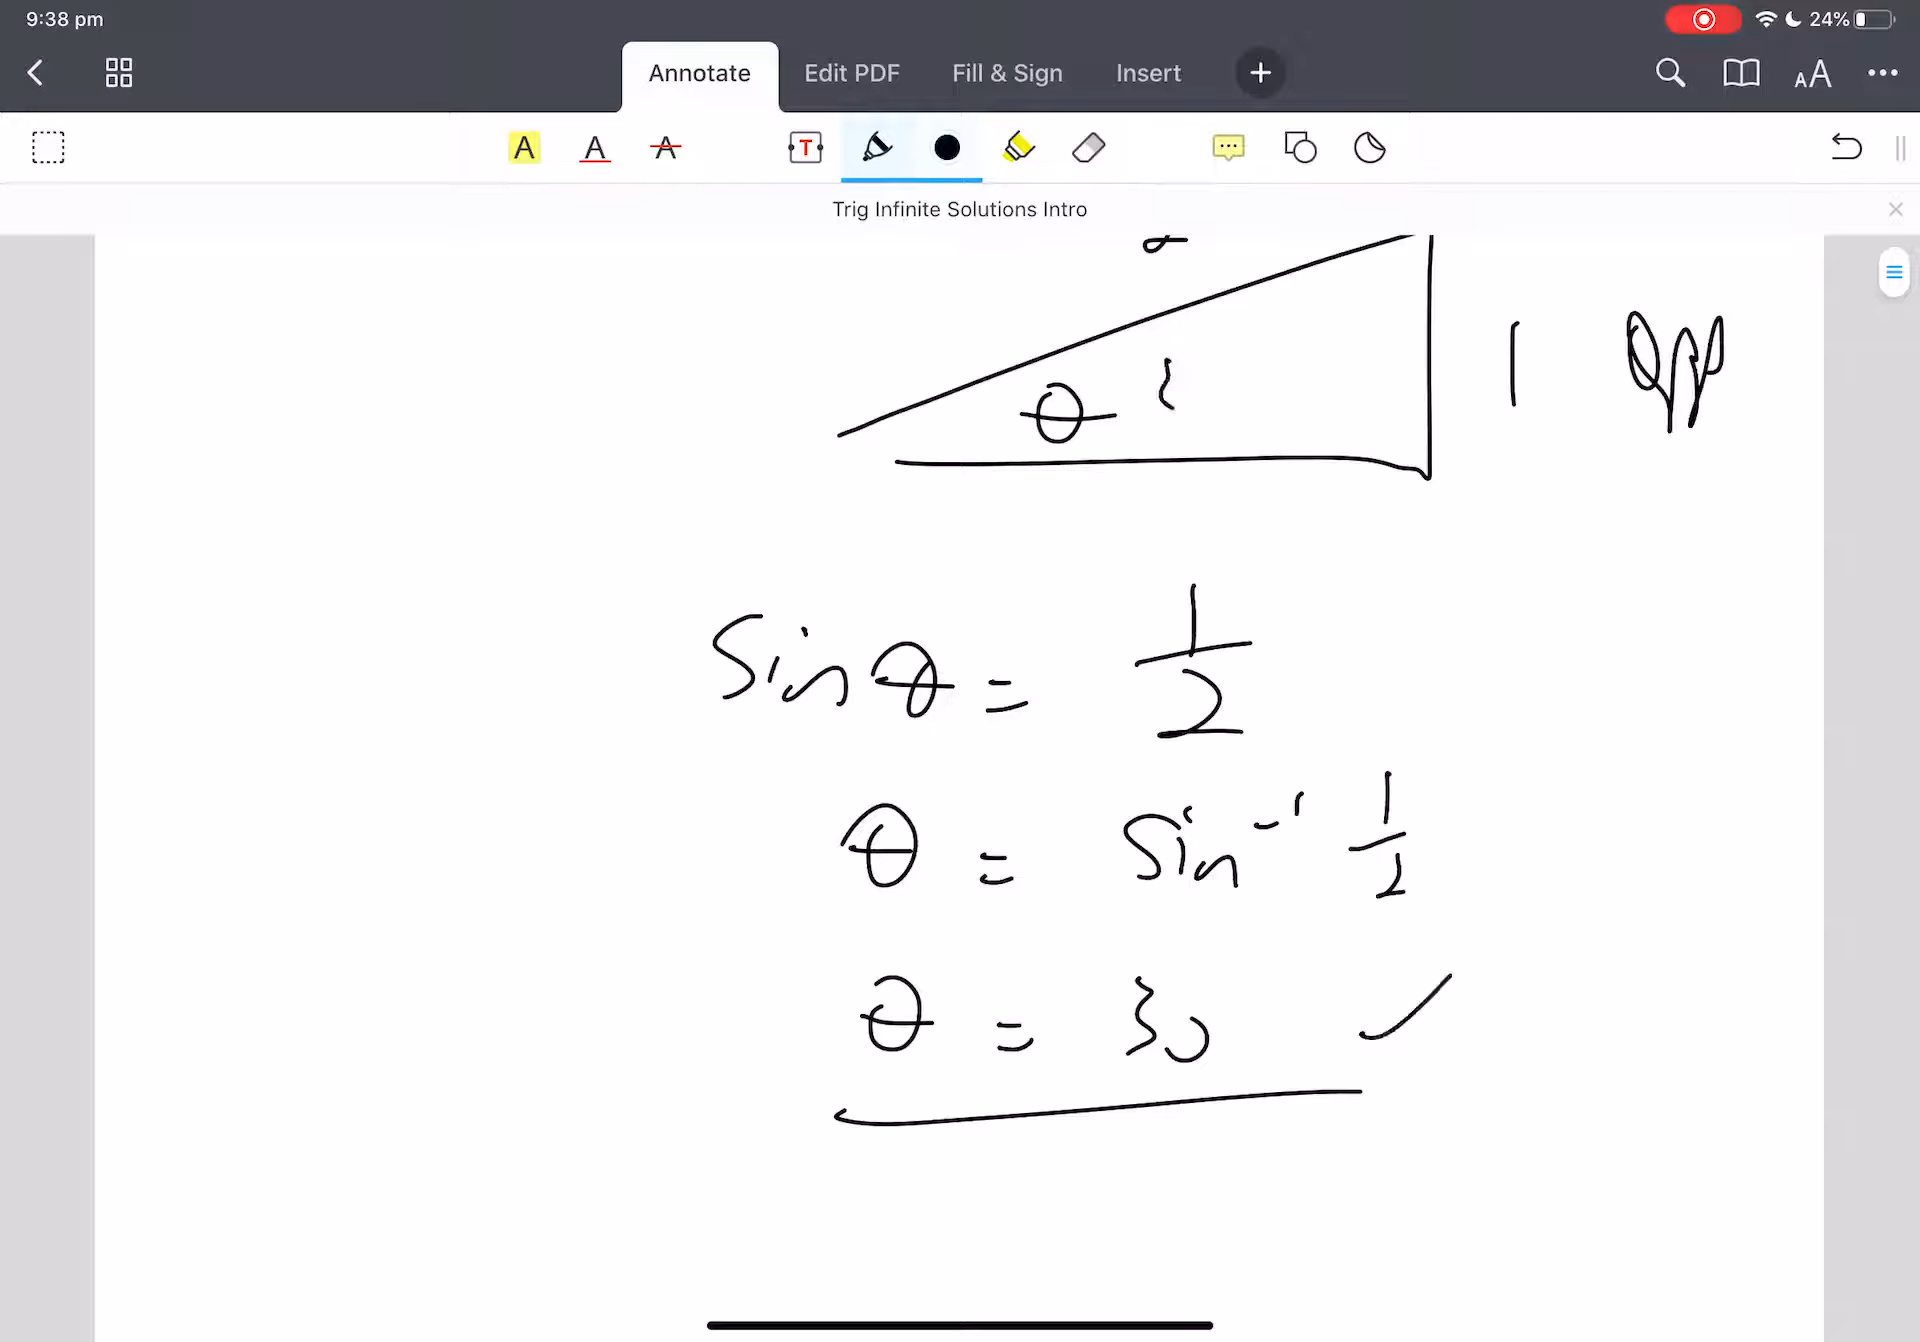 9:38 pm 24%
Annotate Edit PDF Fill & Sign Insert
A A A T AA
Trig Infinite Solutions Intro
θ 1 opp
Sin θ = 1/2
θ = Sin⁻¹ 1/2
θ = 30 ✓